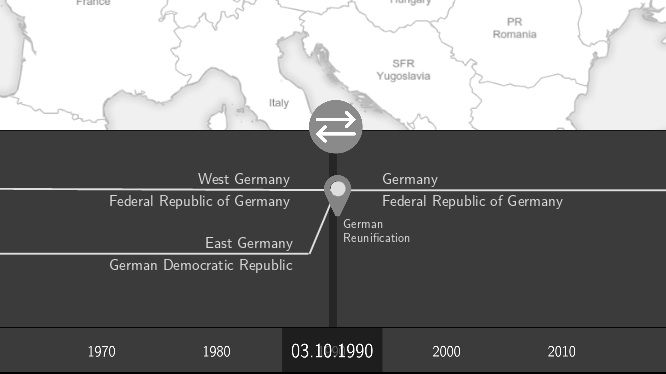 France
Hungary
PR
Romania
SFR
Yugoslavia
Italy
West Germany
Federal Republic of Germany
Germany
Federal Republic of Germany
German
Reunification
East Germany
German Democratic Republic
1970
1980
03.10.1990
2000
2010